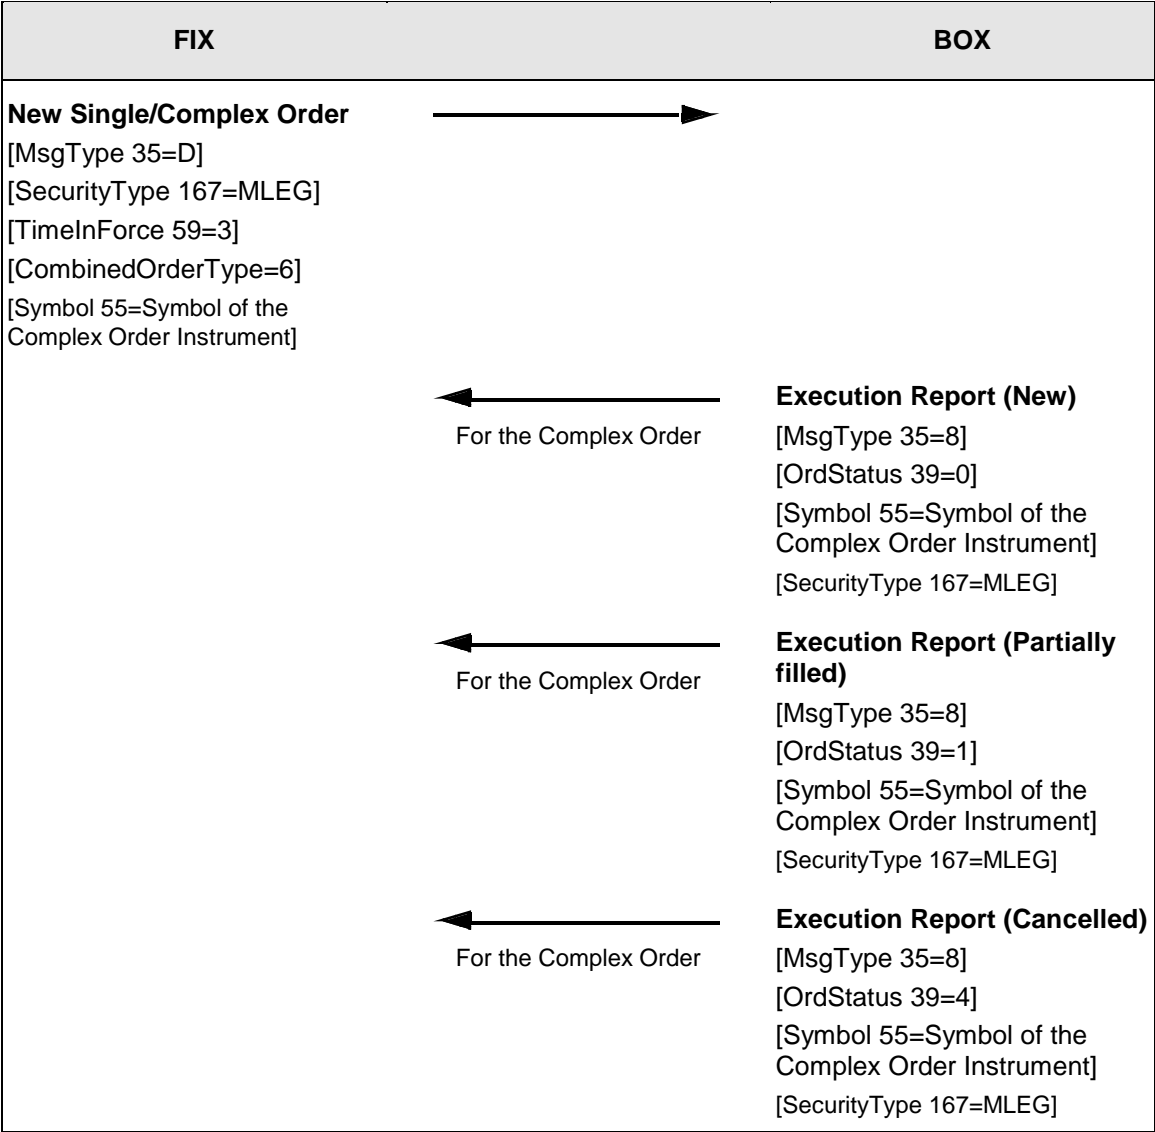 FIX
BOX
New Single/Complex Order
[MsgType 35=D]
[SecurityType 167=MLEG]
[TimeInForce 59=3]
[CombinedOrderType=6]
[Symbol 55=Symbol of the
Complex Order Instrument]
For the Complex Order
Execution Report (New)
[MsgType 35=8]
[OrdStatus 39=0]
[Symbol 55=Symbol of the
Complex Order Instrument]
[SecurityType 167=MLEG]
For the Complex Order
Execution Report (Partially
filled)
[MsgType 35=8]
[OrdStatus 39=1]
[Symbol 55=Symbol of the
Complex Order Instrument]
[SecurityType 167=MLEG]
For the Complex Order
Execution Report (Cancelled)
[MsgType 35=8]
[OrdStatus 39=4]
[Symbol 55=Symbol of the
Complex Order Instrument]
[SecurityType 167=MLEG]